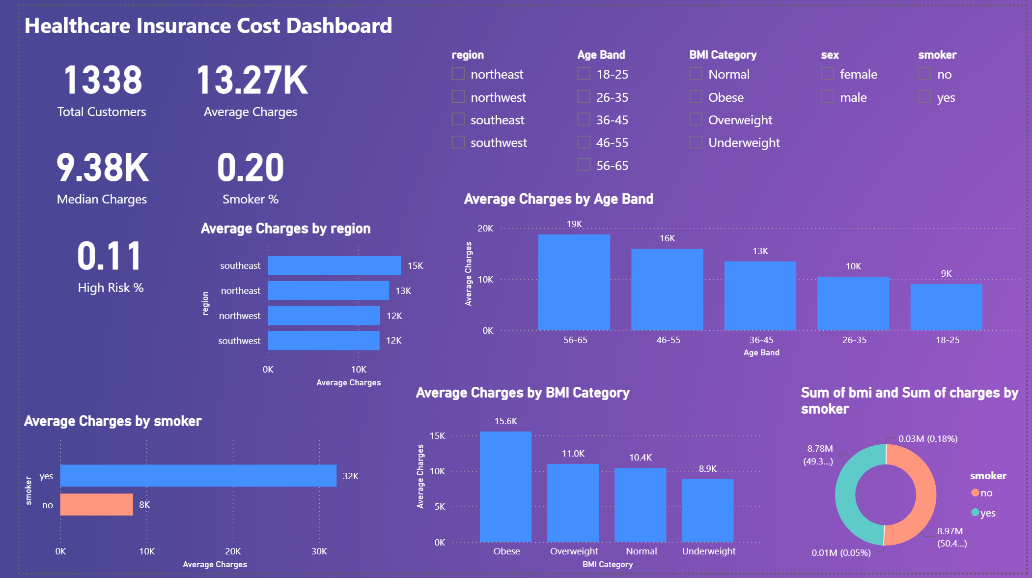 Healthcare Insurance Cost Dashboard
1338
Total Customers
13.27K
Average Charges
9.38K
Median Charges
0.20
Smoker %
0.11
High Risk %
region
northeast
northwest
southeast
southwest
Age Band
18-25
26-35
36-45
46-55
56-65
BMI Category
Normal
Obese
Overweight
Underweight
sex
female
male
smoker
no
yes
Average Charges by region
region
southeast 15K
northeast 13K
northwest 12K
southwest 12K
0K 10K
Average Charges
Average Charges by Age Band
Average Charges
20K
10K
0K
19K 16K 13K 10K 9K
56-65 46-55 36-45 26-35 18-25
Age Band
Average Charges by smoker
smoker
yes 32K
no 8K
0K 10K 20K 30K
Average Charges
Average Charges by BMI Category
Average Charges
15K
10K
5K
0K
15.6K 11.0K 10.4K 8.9K
Obese Overweight Normal Underweight
BMI Category
Sum of bmi and Sum of charges by
smoker
0.03M (0.18%)
8.78M
(49.3...)
8.97M
(50.4...)
0.01M (0.05%)
smoker
no
yes